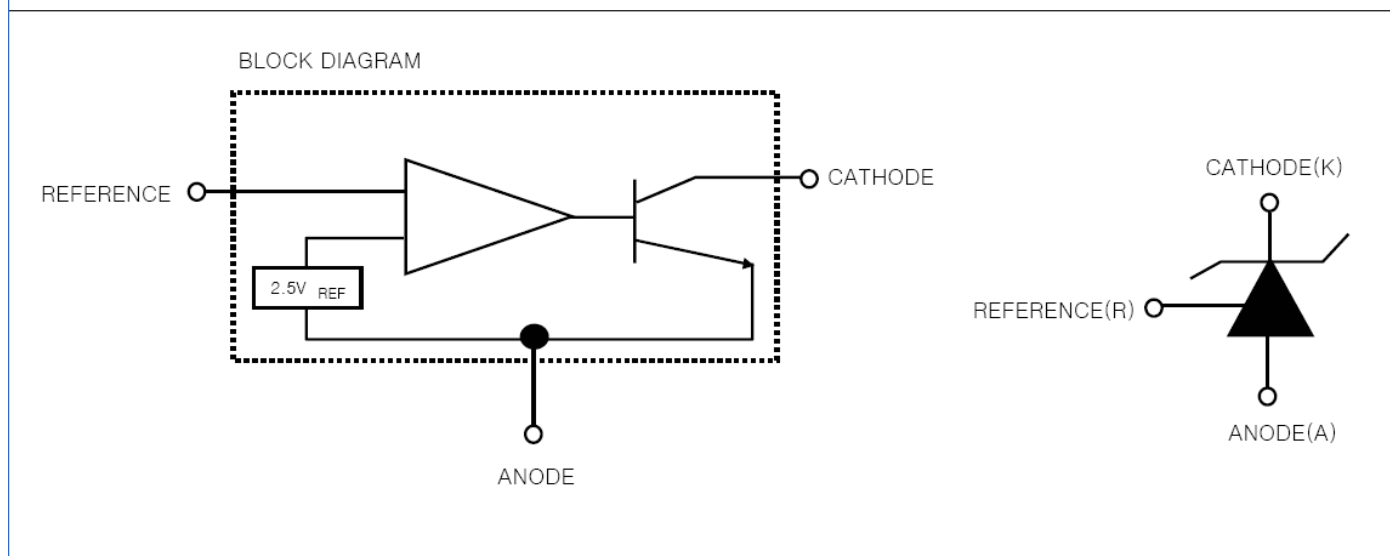 BLOCK DIAGRAM
REFERENCE
CATHODE
2.5V REF
ANODE
CATHODE(K)
REFERENCE(R)
ANODE(A)